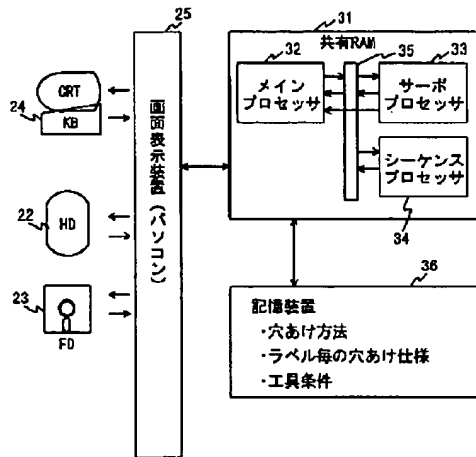 25
CRT
KB
24
22
HD
23
FD
画面表示装置(パソコン)
31
共有RAM
32
35
33
メイン
プロセッサ
サーボ
プロセッサ
シーケンス
プロセッサ
34
36
記憶装置
・穴あけ方法
・ラベル毎の穴あけ仕様
・工具条件